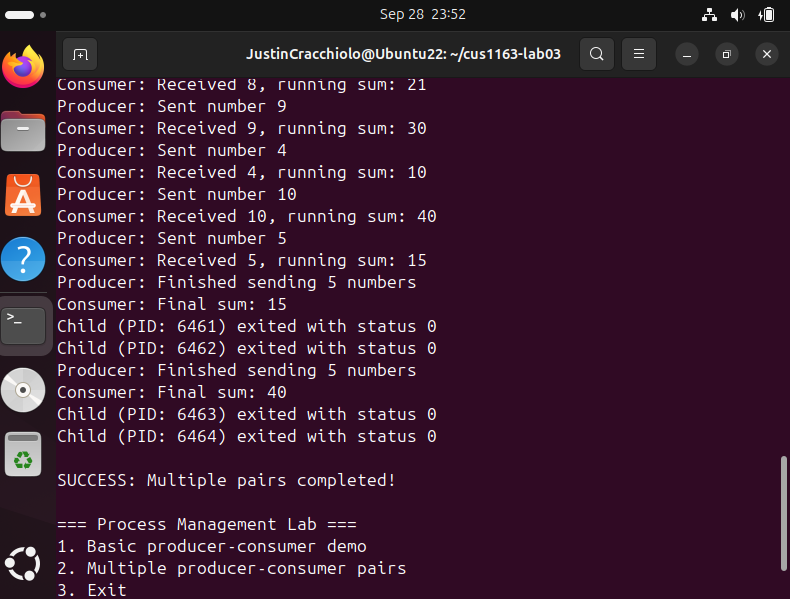 Sep 28 23:52
JustinCracchiolo@Ubuntu22: ~/cus1163-lab03
Consumer: Received 8, running sum: 21
Producer: Sent number 9
Consumer: Received 9, running sum: 30
Producer: Sent number 4
Consumer: Received 4, running sum: 10
Producer: Sent number 10
Consumer: Received 10, running sum: 40
Producer: Sent number 5
Consumer: Received 5, running sum: 15
Producer: Finished sending 5 numbers
Consumer: Final sum: 15
Child (PID: 6461) exited with status 0
Child (PID: 6462) exited with status 0
Producer: Finished sending 5 numbers
Consumer: Final sum: 40
Child (PID: 6463) exited with status 0
Child (PID: 6464) exited with status 0
SUCCESS: Multiple pairs completed!
=== Process Management Lab ===
1. Basic producer-consumer demo
2. Multiple producer-consumer pairs
3. Exit